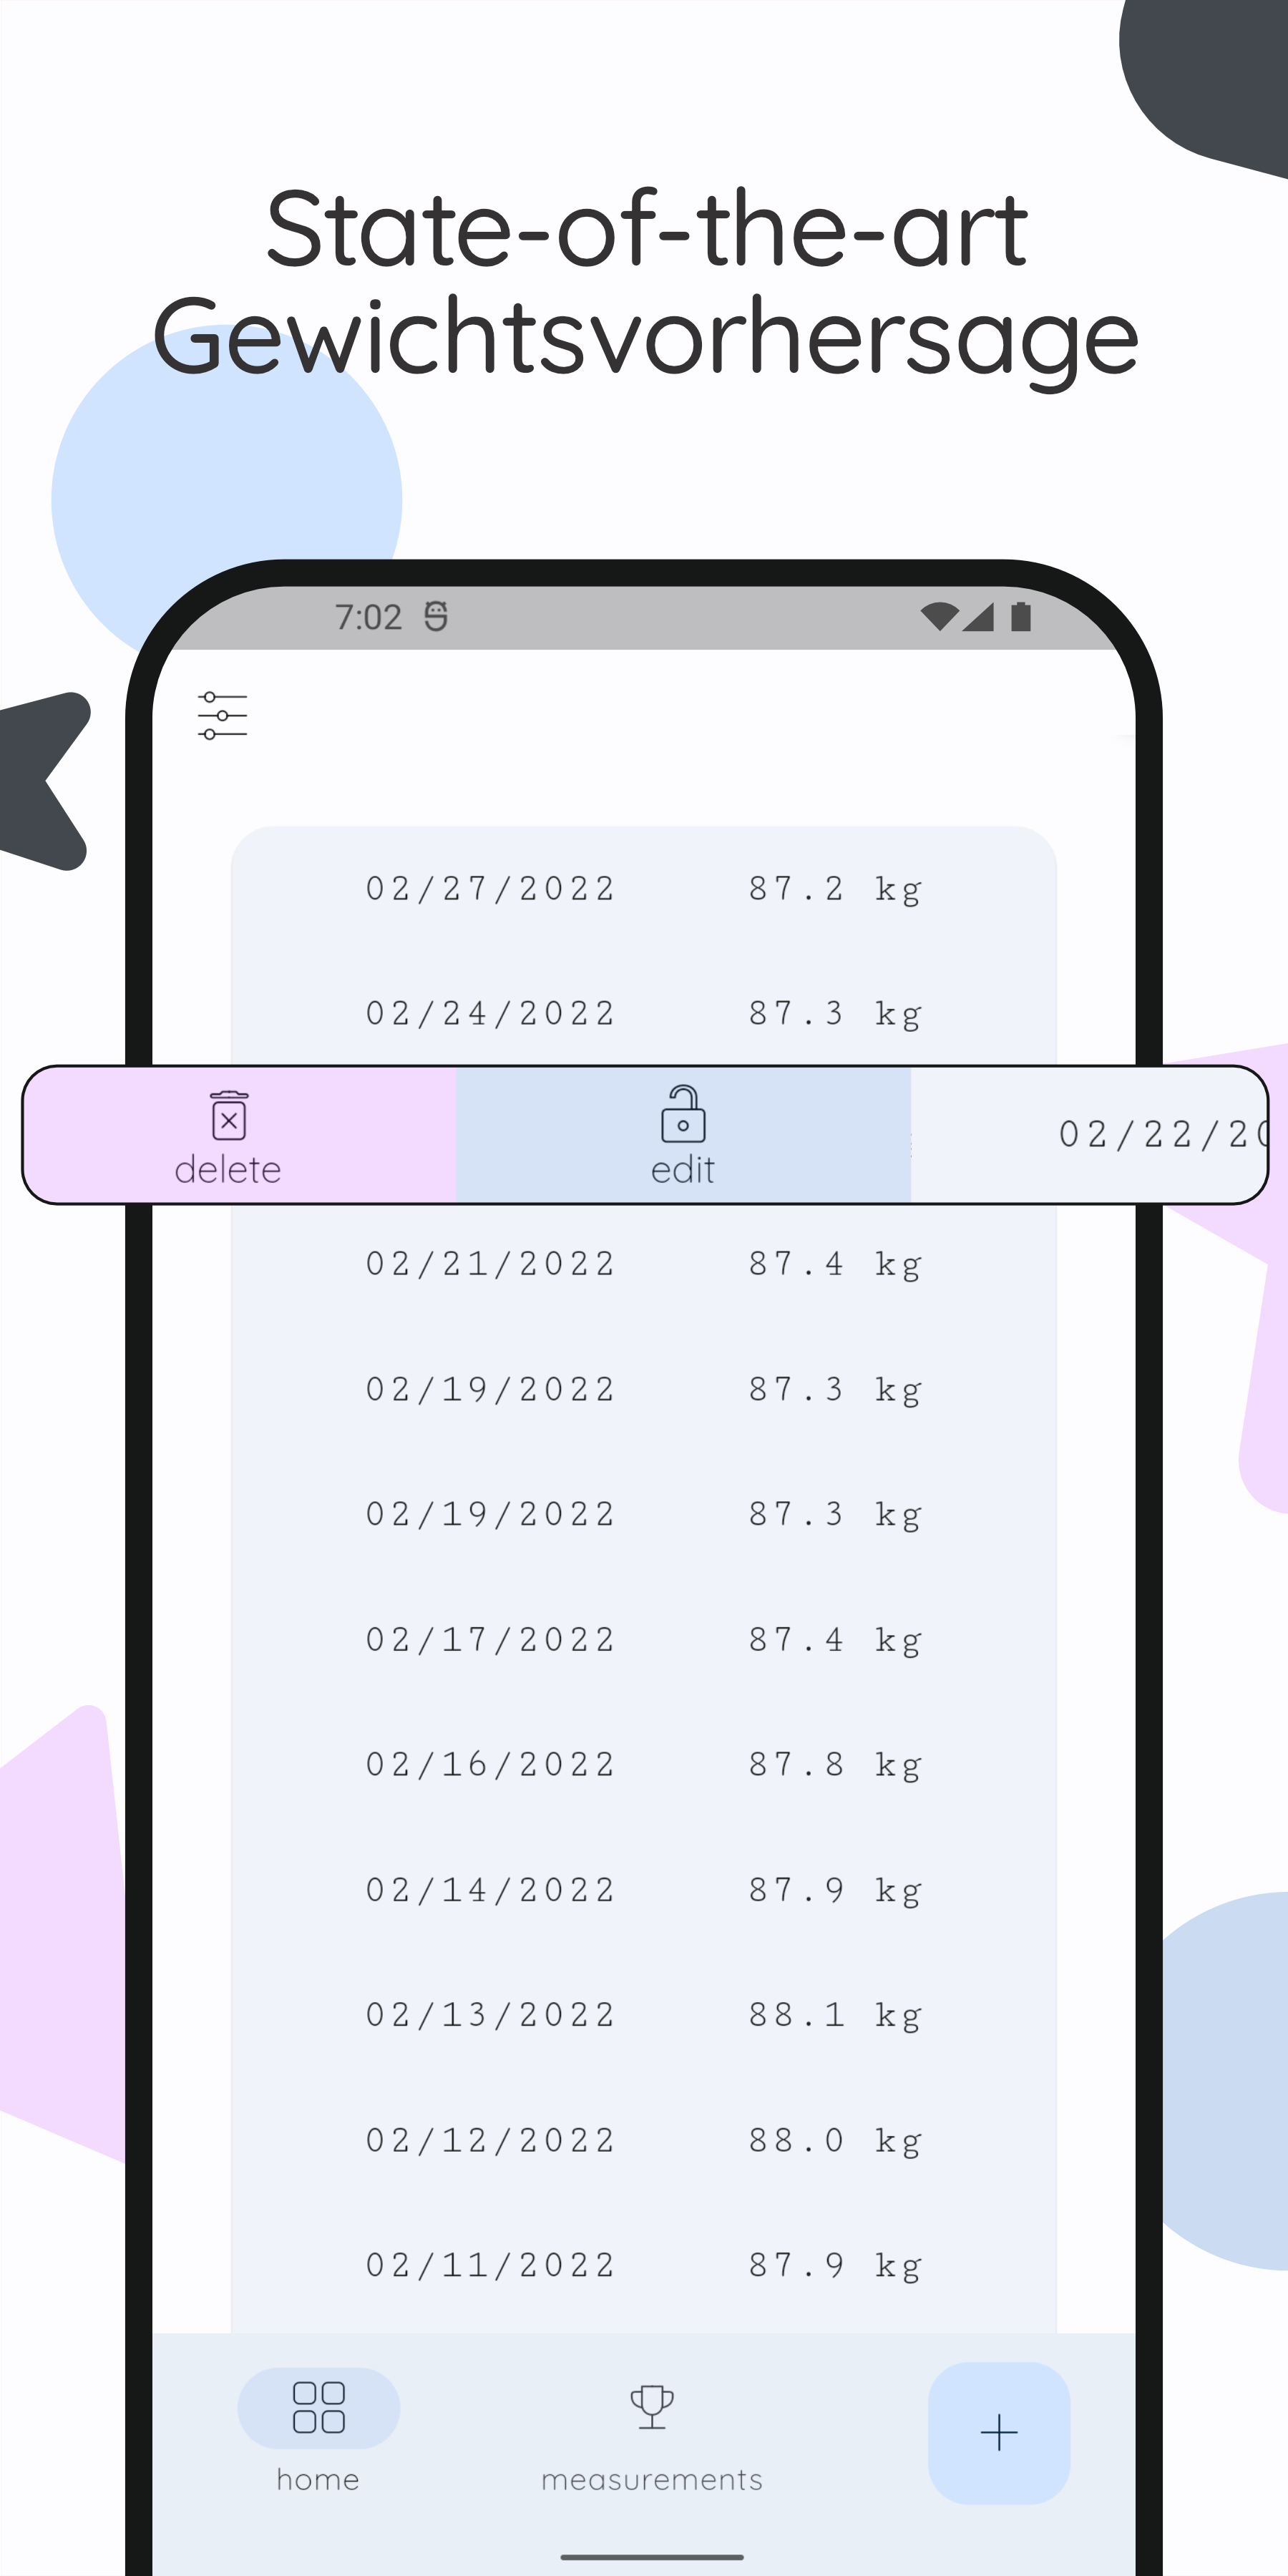 State-of-the-art
Gewichtsvorhersage
7:02
02/27/2022 87.2 kg
02/24/2022 87.3 kg
delete edit 02/22/20
02/21/2022 87.4 kg
02/19/2022 87.3 kg
02/19/2022 87.3 kg
02/17/2022 87.4 kg
02/16/2022 87.8 kg
02/14/2022 87.9 kg
02/13/2022 88.1 kg
02/12/2022 88.0 kg
02/11/2022 87.9 kg
home measurements